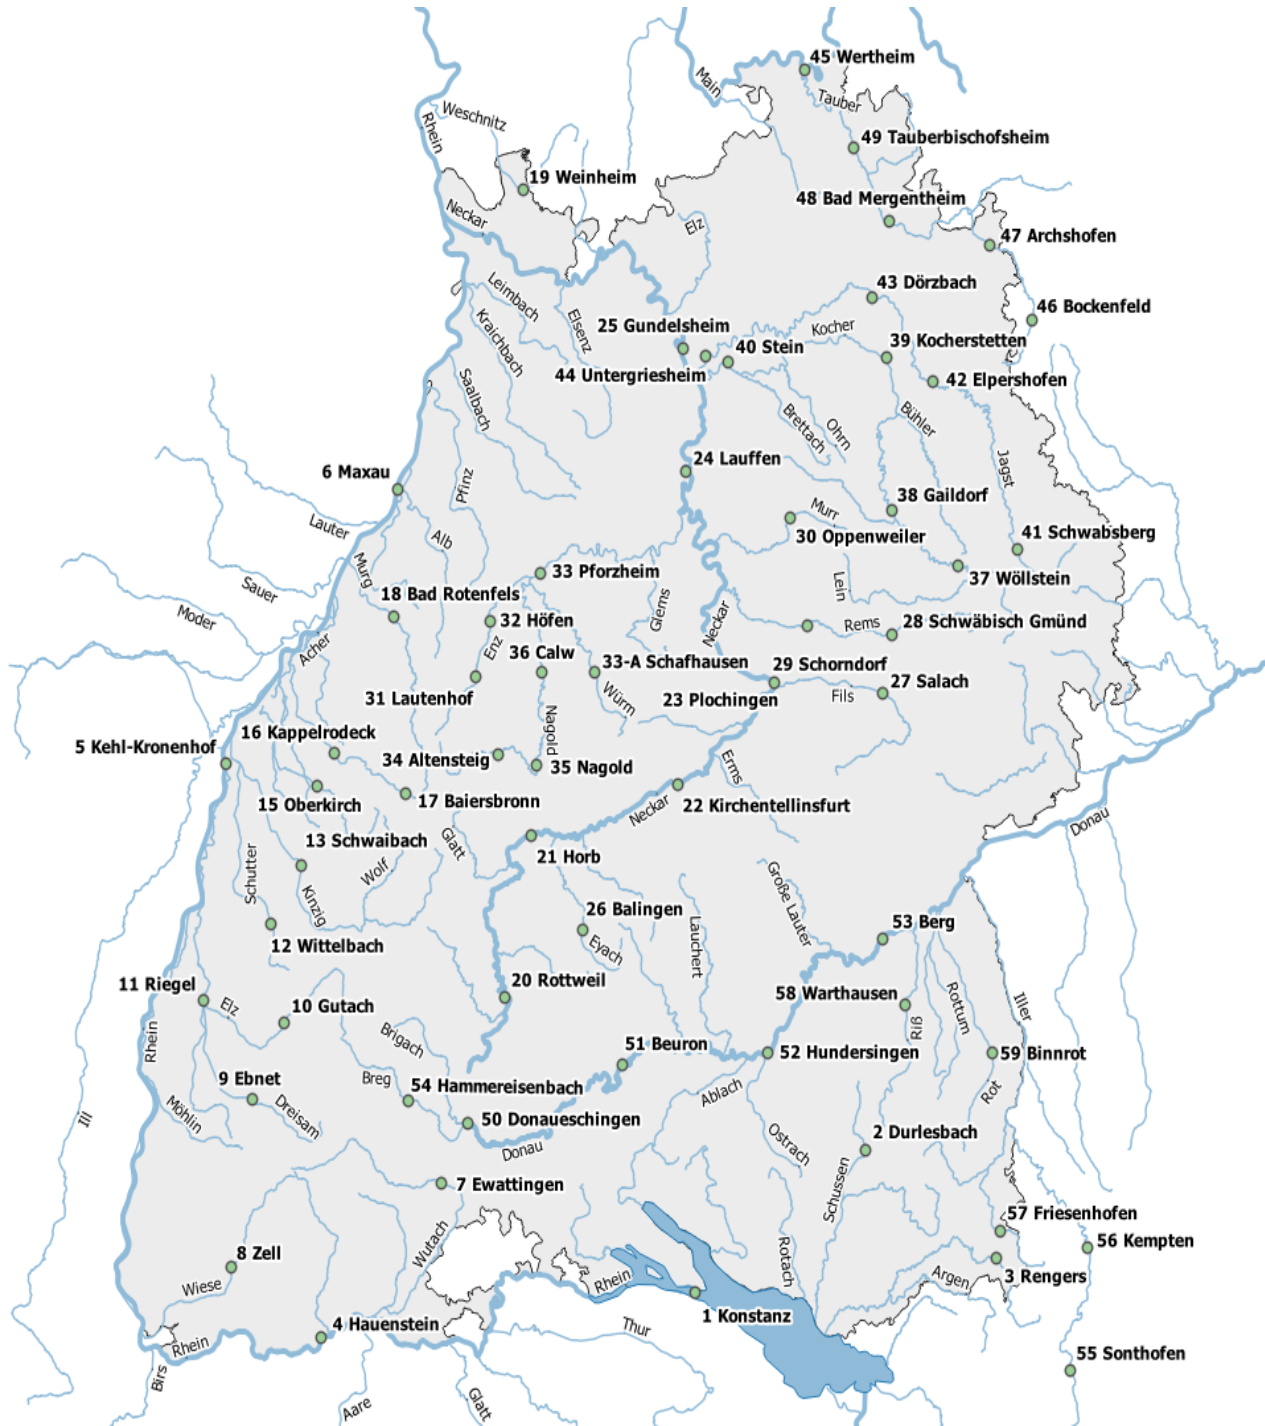 45 Wertheim
Main
Tauber
Weschnitz
Rhein
49 Tauberbischofsheim
19 Weinheim
48 Bad Mergentheim
Neckar
Elz
47 Archshofen
43 Dörzbach
Leimbach
46 Bockenfeld
Elsenz
25 Gundelsheim
Kocher
Kraichbach
40 Stein
39 Kocherstetten
44 Untergriesheim
42 Elpershofen
Saalbach
Brettach
Ohrn
Bühler
24 Lauffen
Jagst
6 Maxau
Pfinz
38 Gaildorf
Murr
Lauter
Alb
30 Oppenweiler
41 Schwabsberg
Murg
33 Pforzheim
37 Wöllstein
Sauer
Lein
18 Bad Rotenfels
Glems
Moder
32 Höfen
Neckar
Rems
28 Schwäbisch Gmünd
Acher
Enz
36 Calw
33-A Schafhausen
29 Schorndorf
27 Salach
31 Lautenhof
Würm
23 Plochingen
Fils
Nagold
16 Kappelrodeck
5 Kehl-Kronenhof
34 Altensteig
35 Nagold
Erms
15 Oberkirch
17 Baiersbronn
22 Kirchentellinsfurt
Neckar
Donau
13 Schwaibach
Glatt
21 Horb
Schutter
Wolf
Kinzig
Große Lauter
26 Balingen
53 Berg
12 Wittelbach
Eyach
Lauchert
11 Riegel
20 Rottweil
58 Warthausen
Rottum
Iller
Elz
10 Gutach
Riß
Rhein
Brigach
51 Beuron
52 Hundersingen
59 Binnrot
9 Ebnet
Breg
54 Hammereisenbach
Ablach
Rot
Ill
Möhlin
Dreisam
50 Donaueschingen
Donau
Ostrach
2 Durlesbach
7 Ewattingen
Schussen
57 Friesenhofen
8 Zell
Wutach
56 Kempten
Wiese
Rhein
Rotach
Argen
3 Rengers
1 Konstanz
4 Hauenstein
Thur
Rhein
55 Sonthofen
Birs
Aare
Glatt